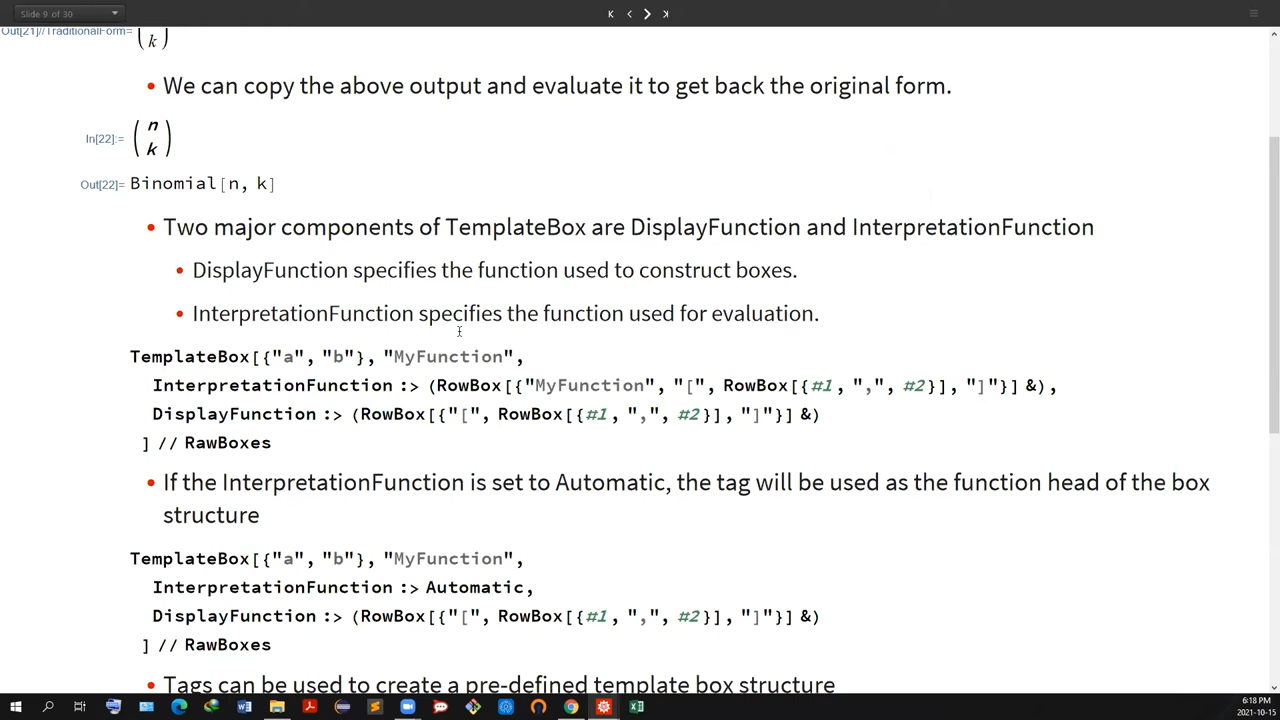 Slide 9 of 30
Out[21]//TraditionalForm=
(k)
• We can copy the above output and evaluate it to get back the original form.
In[22]:= (n
k)
Out[22]= Binomial[n, k]
• Two major components of TemplateBox are DisplayFunction and InterpretationFunction
• DisplayFunction specifies the function used to construct boxes.
• InterpretationFunction specifies the function used for evaluation.
TemplateBox[{"a", "b"}, "MyFunction",
InterpretationFunction :> (RowBox[{"MyFunction", "[", RowBox[{#1, ",", #2}], "]"}] &),
DisplayFunction :> (RowBox[{"[", RowBox[{#1, ",", #2}], "]"}] &)
] // RawBoxes
• If the InterpretationFunction is set to Automatic, the tag will be used as the function head of the box
structure
TemplateBox[{"a", "b"}, "MyFunction",
InterpretationFunction :> Automatic,
DisplayFunction :> (RowBox[{"[", RowBox[{#1, ",", #2}], "]"}] &)
] // RawBoxes
• Tags can be used to create a pre-defined template box structure
6:18 PM
2021-10-15